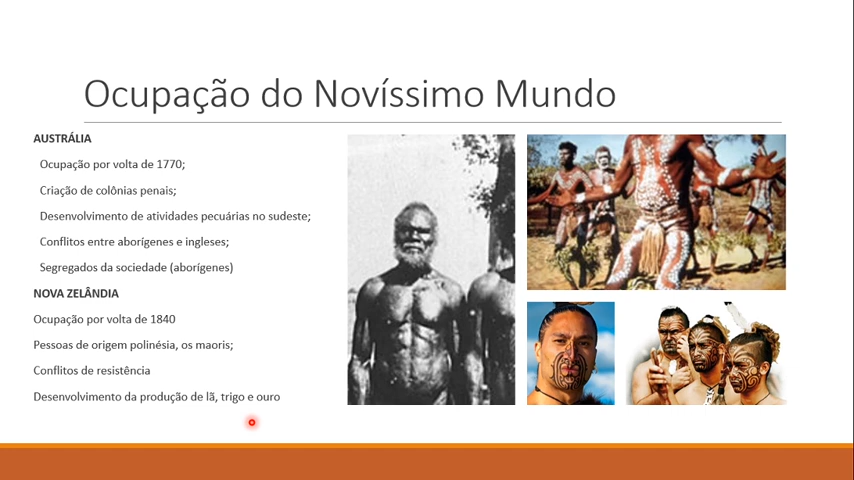 Ocupação do Novíssimo Mundo
AUSTRÁLIA
Ocupação por volta de 1770;
Criação de colônias penais;
Desenvolvimento de atividades pecuárias no sudeste;
Conflitos entre aborígenes e ingleses;
Segregados da sociedade (aborígenes)
NOVA ZELÂNDIA
Ocupação por volta de 1840
Pessoas de origem polinésia, os maoris;
Conflitos de resistência
Desenvolvimento da produção de lã, trigo e ouro